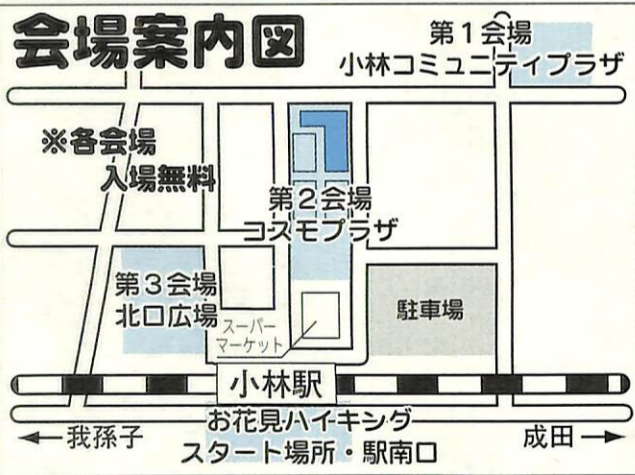 会場案内図
第1会場
小林コミュニティプラザ
※各会場
入場無料
第2会場
コスモプラザ
第3会場
北口広場
スーパー
マーケット
駐車場
小林駅
お花見ハイキング
スタート場所・駅南口
←我孫子
成田→